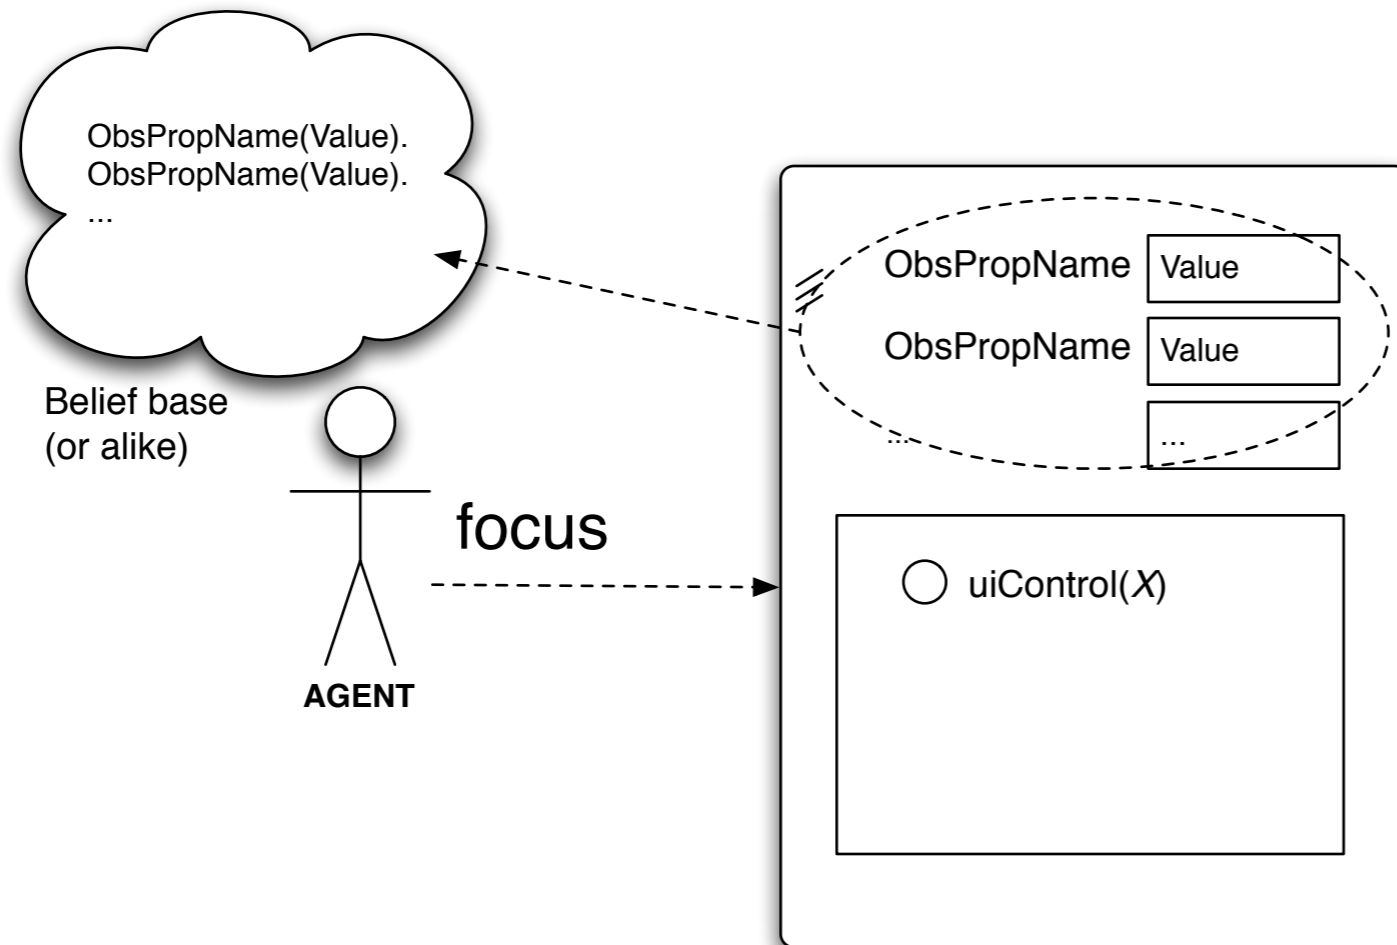 ObsPropName(Value).
ObsPropName(Value).
...
Belief base
(or alike)
AGENT
focus
ObsPropName Value
ObsPropName Value
... ...
uiControl(X)